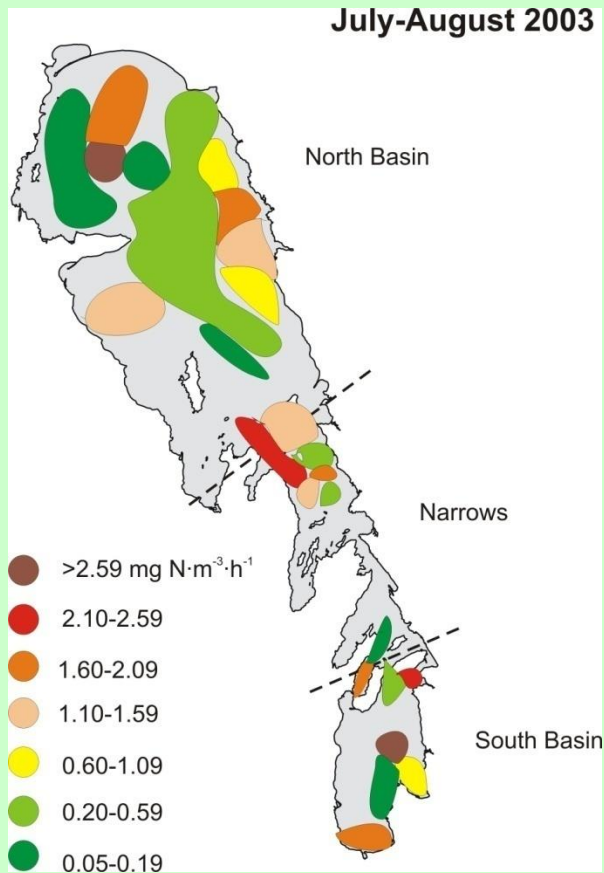 July-August 2003
North Basin
Narrows
South Basin
>2.59 mg N·m⁻³·h⁻¹
2.10-2.59
1.60-2.09
1.10-1.59
0.60-1.09
0.20-0.59
0.05-0.19